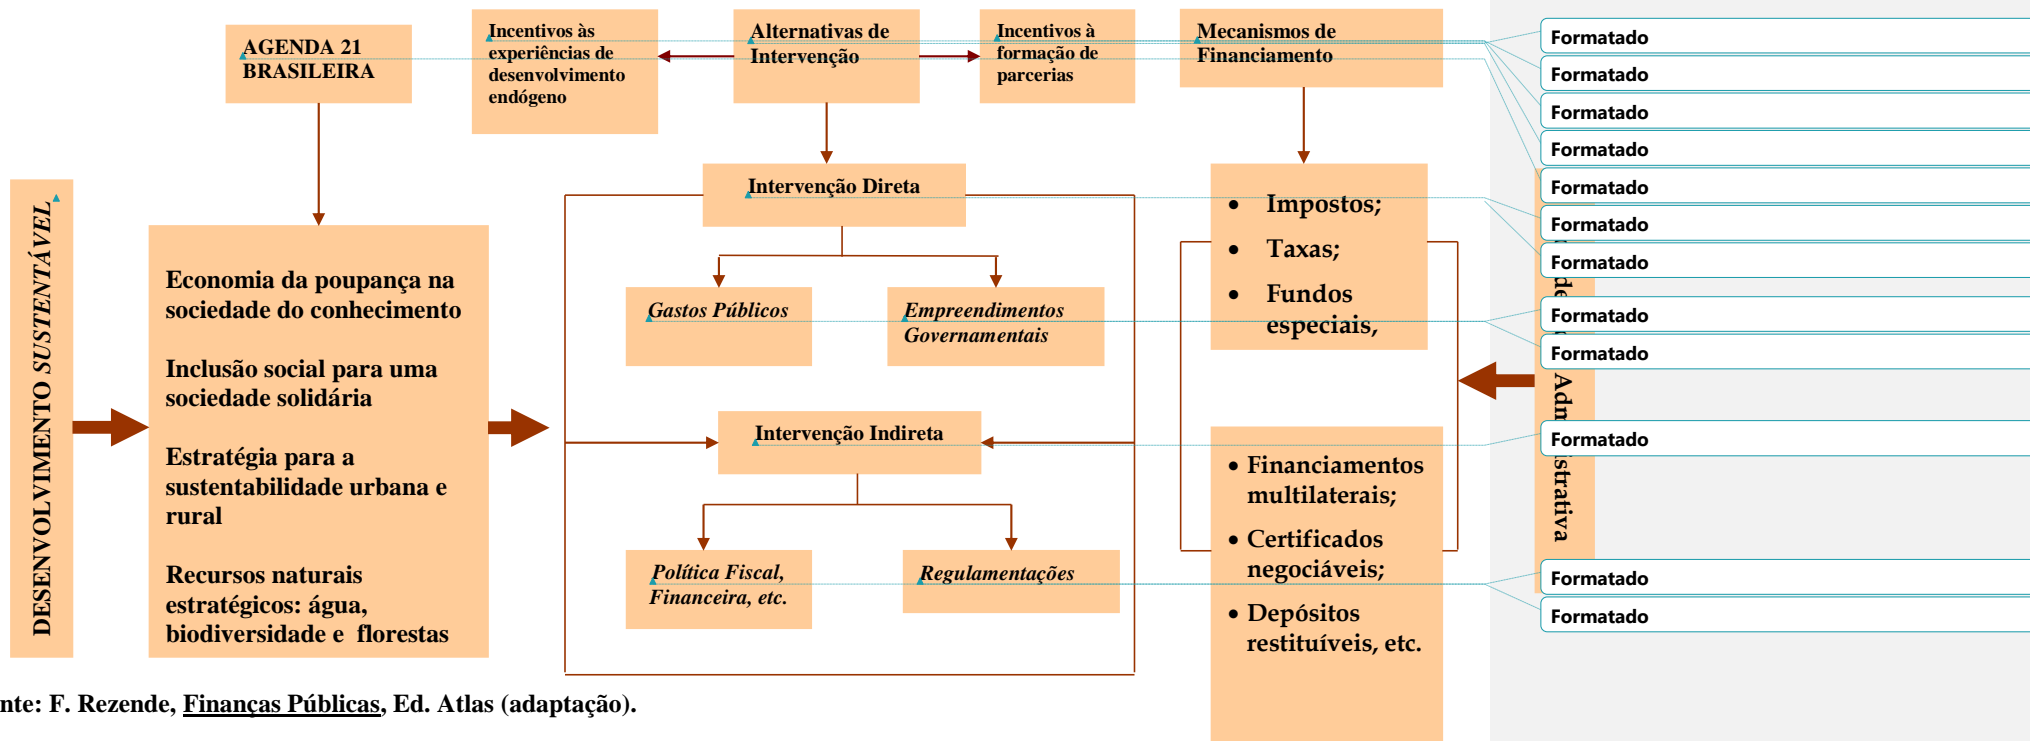 AGENDA 21
BRASILEIRA
Incentivos às
experiências de
desenvolvimento
endógeno
Alternativas de
Intervenção
Incentivos à
formação de
parcerias
Mecanismos de
Financiamento
DESENVOLVIMENTO SUSTENTÁVEL
Economia da poupança na
sociedade do conhecimento
Inclusão social para uma
sociedade solidária
Estratégia para a
sustentabilidade urbana e
rural
Recursos naturais
estratégicos: água,
biodiversidade e florestas
Intervenção Direta
Gastos Públicos
Empreendimentos
Governamentais
Intervenção Indireta
Política Fiscal,
Financeira, etc.
Regulamentações
• Impostos;
• Taxas;
• Fundos
especiais,
• Financiamentos
multilaterais;
• Certificados
negociáveis;
• Depósitos
restituíveis, etc.
Formatado
Formatado
Formatado
Formatado
Formatado
Formatado
Formatado
Formatado
Formatado
Formatado
Formatado
Formatado
nte: F. Rezende, Finanças Públicas, Ed. Atlas (adaptação).